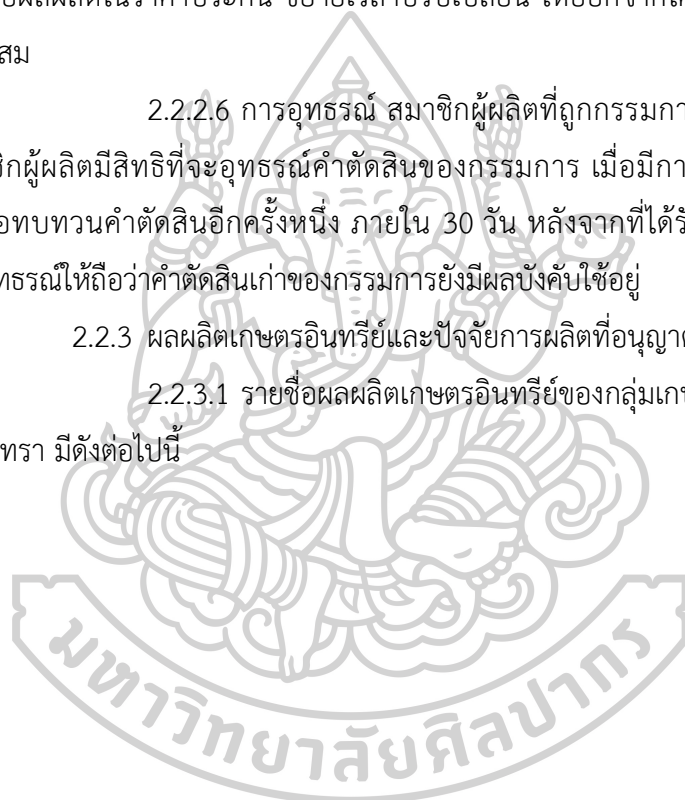 สม
2.2.2.6 การอุทธรณ์ สมาชิกผู้ผลิตที่ถูกกรรมกา
ชิกผู้ผลิตมีสิทธิที่จะอุทธรณ์คำตัดสินของกรรมการ เมื่อมีกา
อทบทวนคำตัดสินอีกครั้งหนึ่ง ภายใน 30 วัน หลังจากที่ได้รั
ทธรณ์ให้ถือว่าคำตัดสินเก่าของกรรมการยังมีผลบังคับใช้อยู่
2.2.3 ผลผลิตเกษตรอินทรีย์และปัจจัยการผลิตที่อนุญาต
2.2.3.1 รายชื่อผลผลิตเกษตรอินทรีย์ของกลุ่มเกษ
ทรา มีดังต่อไปนี้
มหาวิทยาลัยศิลปากร